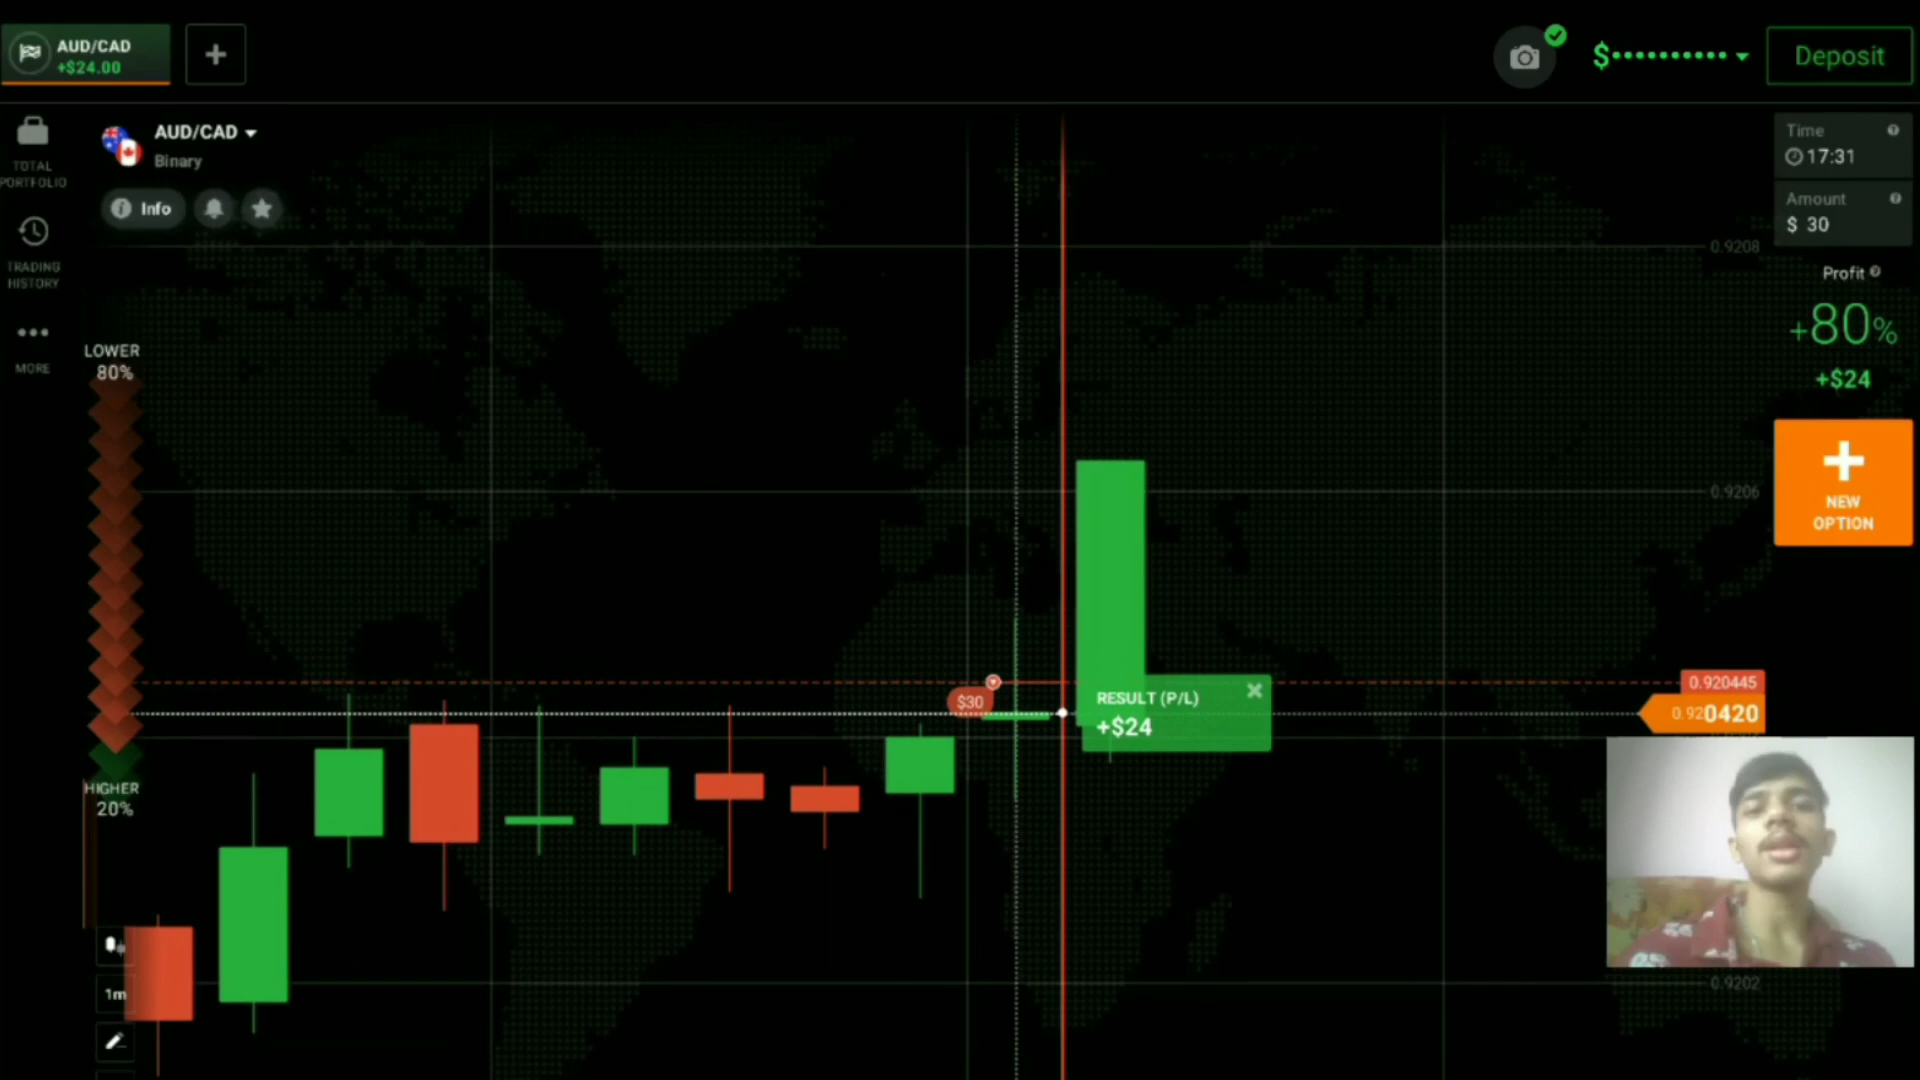 AUD/CAD
+$24.00
$
Deposit
TOTAL
PORTFOLIO
TRADING
HISTORY
MORE
AUD/CAD
Binary
Info
LOWER
80%
HIGHER
20%
1m
$30
RESULT (P/L)
+$24
0.9208
0.9206
0.920445
0.920420
0.9202
Time
17:31
Amount
$ 30
Profit
+80%
+$24
NEW
OPTION